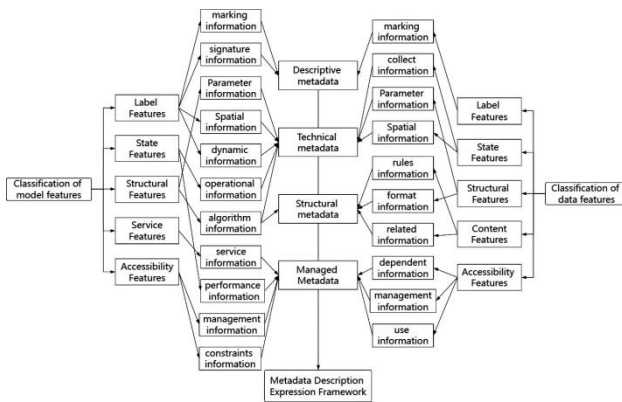 marking
information
signature
information
Parameter
information
Spatial
information
dynamic
information
operational
information
algorithm
information
service
information
performance
information
management
information
constraints
information
Label
Features
State
Features
Structural
Features
Service
Features
Accessibility
Features
Classification of
model features
Descriptive
metadata
Technical
metadata
Structural
metadata
Managed
Metadata
Metadata Description
Expression Framework
marking
information
collect
information
Parameter
information
Spatial
information
rules
information
format
information
related
information
dependent
information
management
information
use
information
Label
Features
State
Features
Structural
Features
Content
Features
Accessibility
Features
Classification of
data features